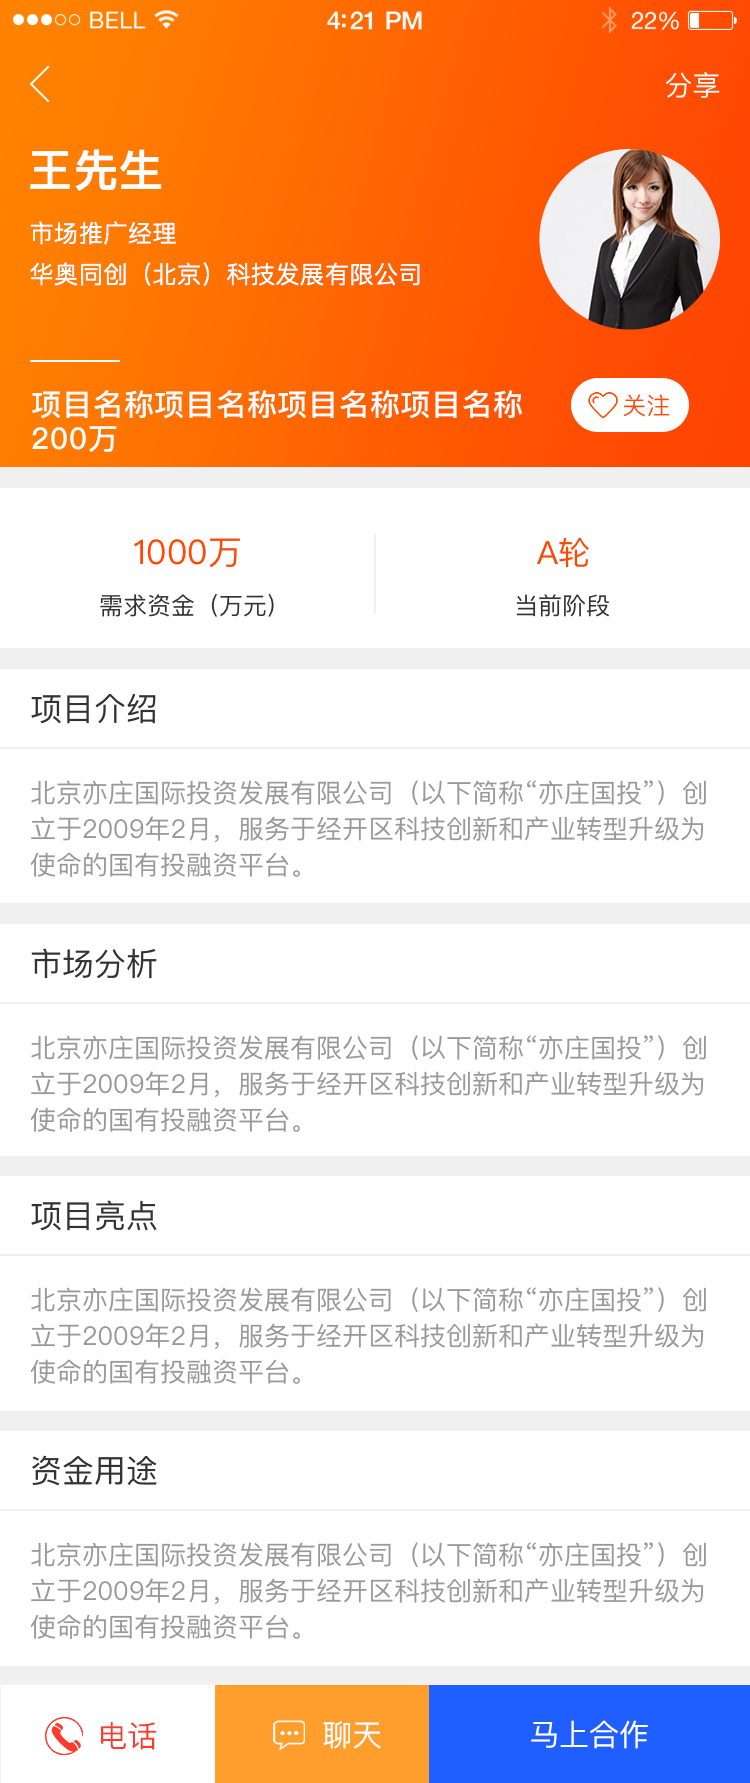 BELL 4:21 PM 22%
分享
王先生
市场推广经理
华奥同创（北京）科技发展有限公司
项目名称项目名称项目名称项目名称
200万
关注
1000万 A轮
需求资金（万元） 当前阶段
项目介绍
北京亦庄国际投资发展有限公司（以下简称“亦庄国投”）创
立于2009年2月，服务于经开区科技创新和产业转型升级为
使命的国有投融资平台。
市场分析
北京亦庄国际投资发展有限公司（以下简称“亦庄国投”）创
立于2009年2月，服务于经开区科技创新和产业转型升级为
使命的国有投融资平台。
项目亮点
北京亦庄国际投资发展有限公司（以下简称“亦庄国投”）创
立于2009年2月，服务于经开区科技创新和产业转型升级为
使命的国有投融资平台。
资金用途
北京亦庄国际投资发展有限公司（以下简称“亦庄国投”）创
立于2009年2月，服务于经开区科技创新和产业转型升级为
使命的国有投融资平台。
电话 聊天 马上合作